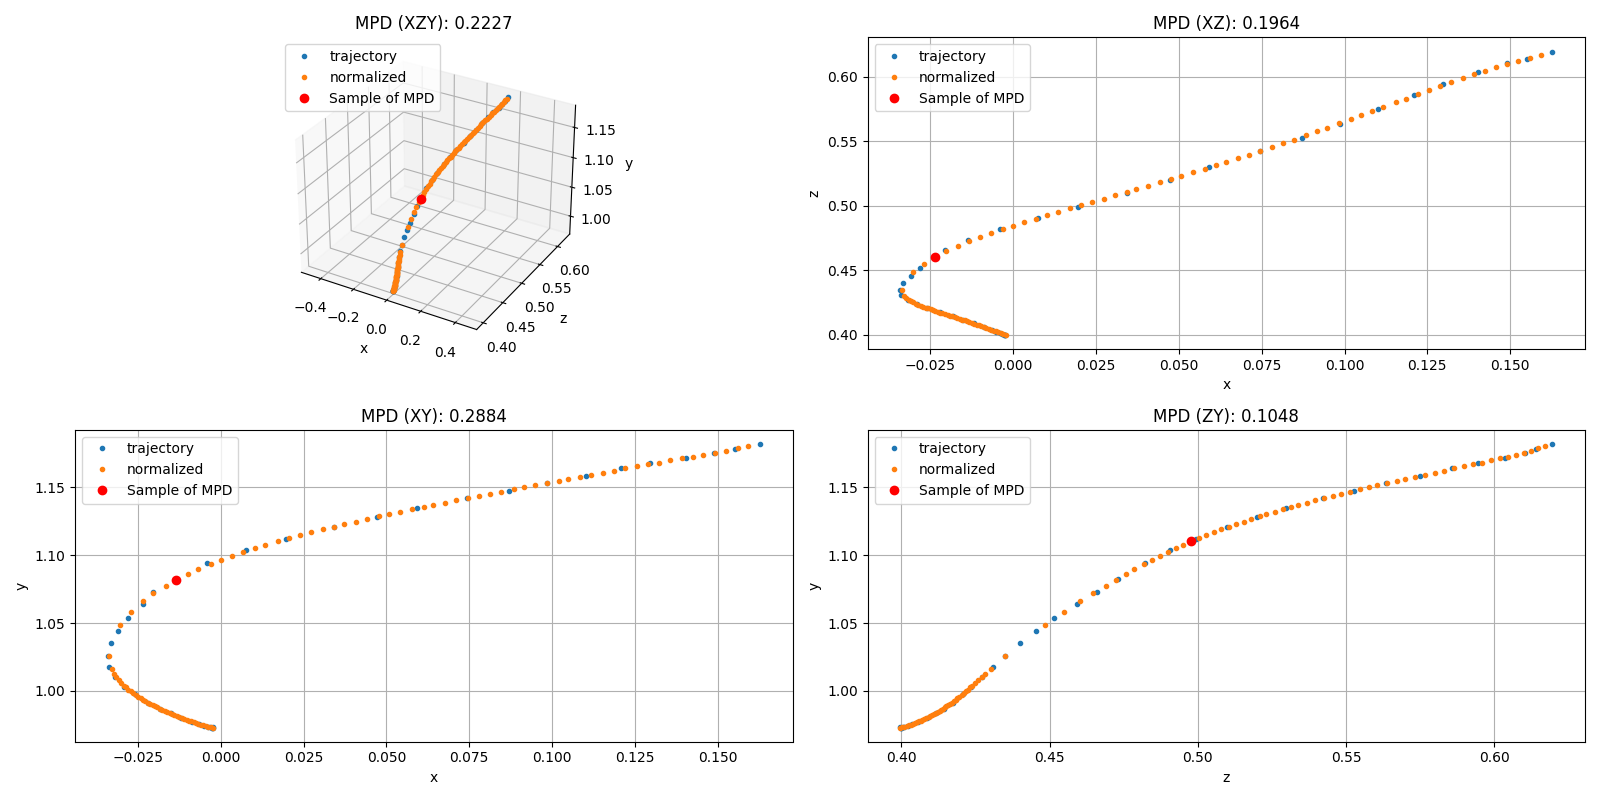 MPD (XZY): 0.2227
trajectory
normalized
Sample of MPD
1.15
1.10
1.05
1.00
y
0.60
0.55
0.50
0.45
0.40
z
−0.4
−0.2
0.0
0.2
0.4
x
MPD (XZ): 0.1964
trajectory
normalized
Sample of MPD
0.60
0.55
0.50
0.45
0.40
z
−0.025 0.000 0.025 0.050 0.075 0.100 0.125 0.150
x
MPD (XY): 0.2884
trajectory
normalized
Sample of MPD
1.15
1.10
1.05
1.00
y
−0.025 0.000 0.025 0.050 0.075 0.100 0.125 0.150
x
MPD (ZY): 0.1048
trajectory
normalized
Sample of MPD
1.15
1.10
1.05
1.00
y
0.40 0.45 0.50 0.55 0.60
z